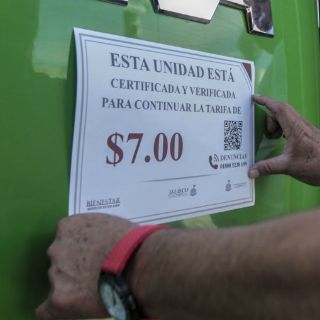 ESTA UNIDAD ESTÁ
CERTIFICADA Y VERIFICADA
PARA CONTINUAR LA TARIFA DE
$7.00
DENUNCIAS
BIENESTAR
JALISCO